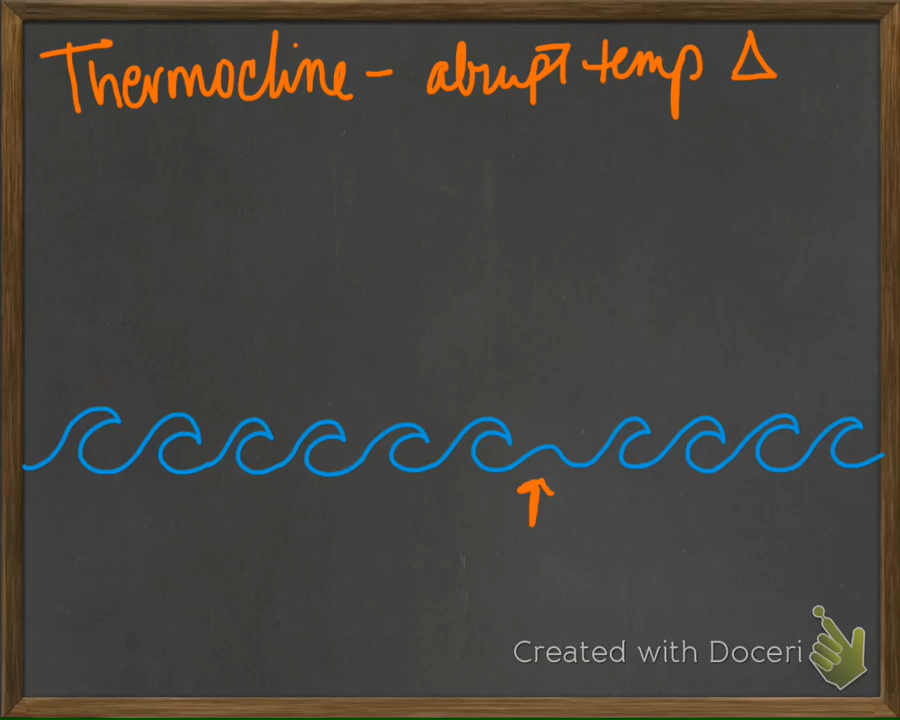 Thermocline - abrupt temp Δ
Created with Doceri